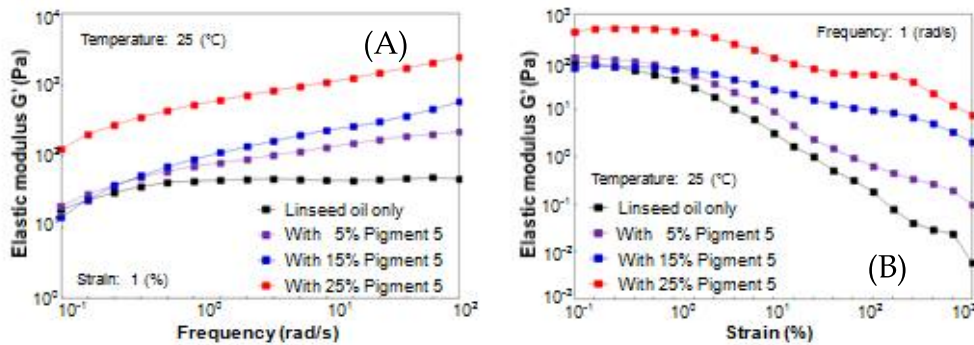 10⁴
Temperature: 25 (℃)
(A)
10³
10²
10
10⁰
Elastic modulus G' (Pa)
Linseed oil only
With 5% Pigment 5
With 15% Pigment 5
With 25% Pigment 5
Strain: 1 (%)
10⁻¹ 10⁰ 10¹ 10²
Frequency (rad/s)
10³
Frequency: 1 (rad/s)
10²
10¹
10⁰
10⁻¹
10⁻²
Elastic modulus G' (Pa)
Temperature: 25 (℃)
Linseed oil only
With 5% Pigment 5
With 15% Pigment 5
With 25% Pigment 5
(B)
10⁻¹ 10⁰ 10² 10³
Strain (%)